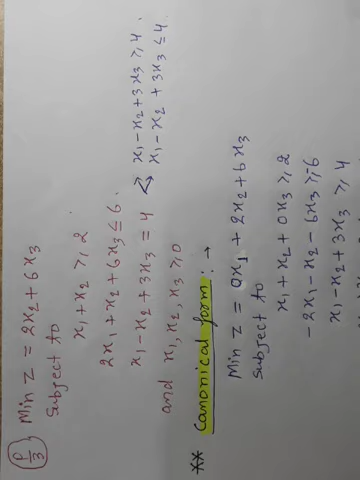 P/3 Min Z = 2x₂ + 6x₃
Subject to
x₁ + x₂ ≥ 2
2x₁ + x₂ + 6x₃ ≤ 6.
x₁ - x₂ + 3x₃ = 4 → x₁ - x₂ + 3x₃ ≥ 4.
x₁ - x₂ + 3x₃ ≤ 4.
and x₁, x₂, x₃ ≥ 0
** Canonical form : →
Min Z = 0x₁ + 2x₂ + 6x₃
Subject to
x₁ + x₂ + 0x₃ ≥ 2
-2x₁ - x₂ - 6x₃ ≥ -6
x₁ - x₂ + 3x₃ ≥ 4